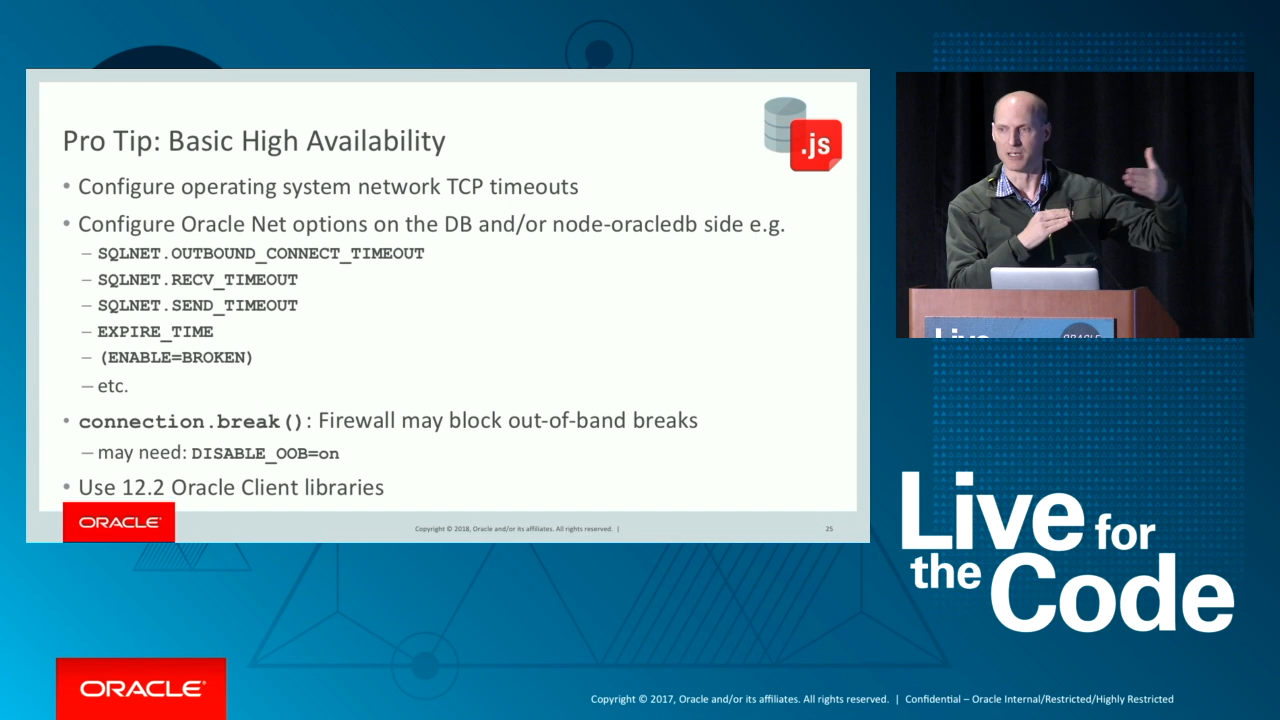 Pro Tip: Basic High Availability
.js
• Configure operating system network TCP timeouts
• Configure Oracle Net options on the DB and/or node-oracledb side e.g.
– SQLNET.OUTBOUND_CONNECT_TIMEOUT
– SQLNET.RECV_TIMEOUT
– SQLNET.SEND_TIMEOUT
– EXPIRE_TIME
– (ENABLE=BROKEN)
– etc.
• connection.break(): Firewall may block out-of-band breaks
– may need: DISABLE_OOB=on
• Use 12.2 Oracle Client libraries
ORACLE®
Copyright © 2018, Oracle and/or its affiliates. All rights reserved. |
25
Live
ORACLE
Live for
the Code
ORACLE®
Copyright © 2017, Oracle and/or its affiliates. All rights reserved. | Confidential – Oracle Internal/Restricted/Highly Restricted